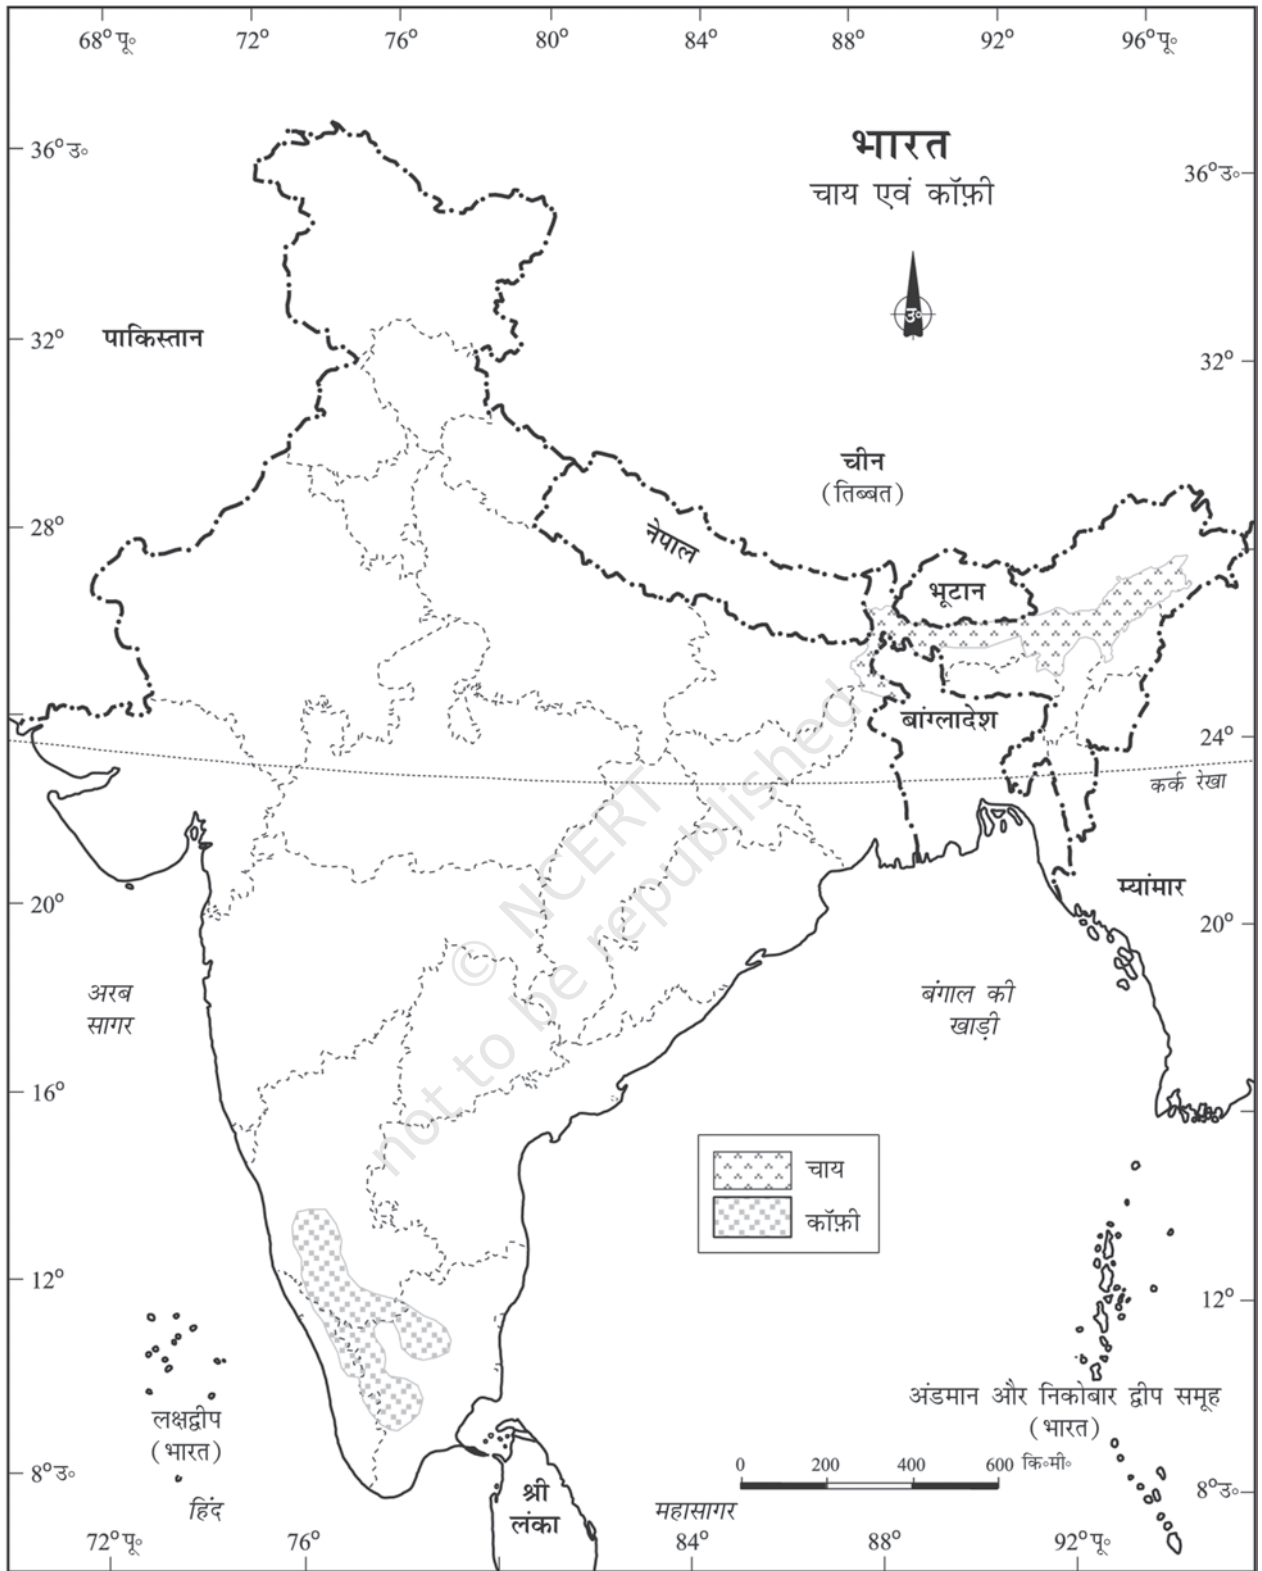 68° पू॰ 72° 76° 80° 84° 88° 92° 96° पू॰
भारत
चाय एवं कॉफ़ी
36° उ॰
36° उ॰
उ॰
पाकिस्तान
32°
32°
चीन
(तिब्बत)
28°
नेपाल
भूटान
बांग्लादेश
24°
कर्क रेखा
© NCERT
not to be republished
म्यांमार
20°
20°
अरब
सागर
बंगाल की
खाड़ी
16°
चाय
कॉफ़ी
12°
12°
लक्षद्वीप
(भारत)
अंडमान और निकोबार द्वीप समूह
(भारत)
0 200 400 600 कि॰मी॰
8° उ॰
8° उ॰
हिंद
महासागर
श्री
लंका
72° पू॰ 76° 84° 88° 92° पू॰